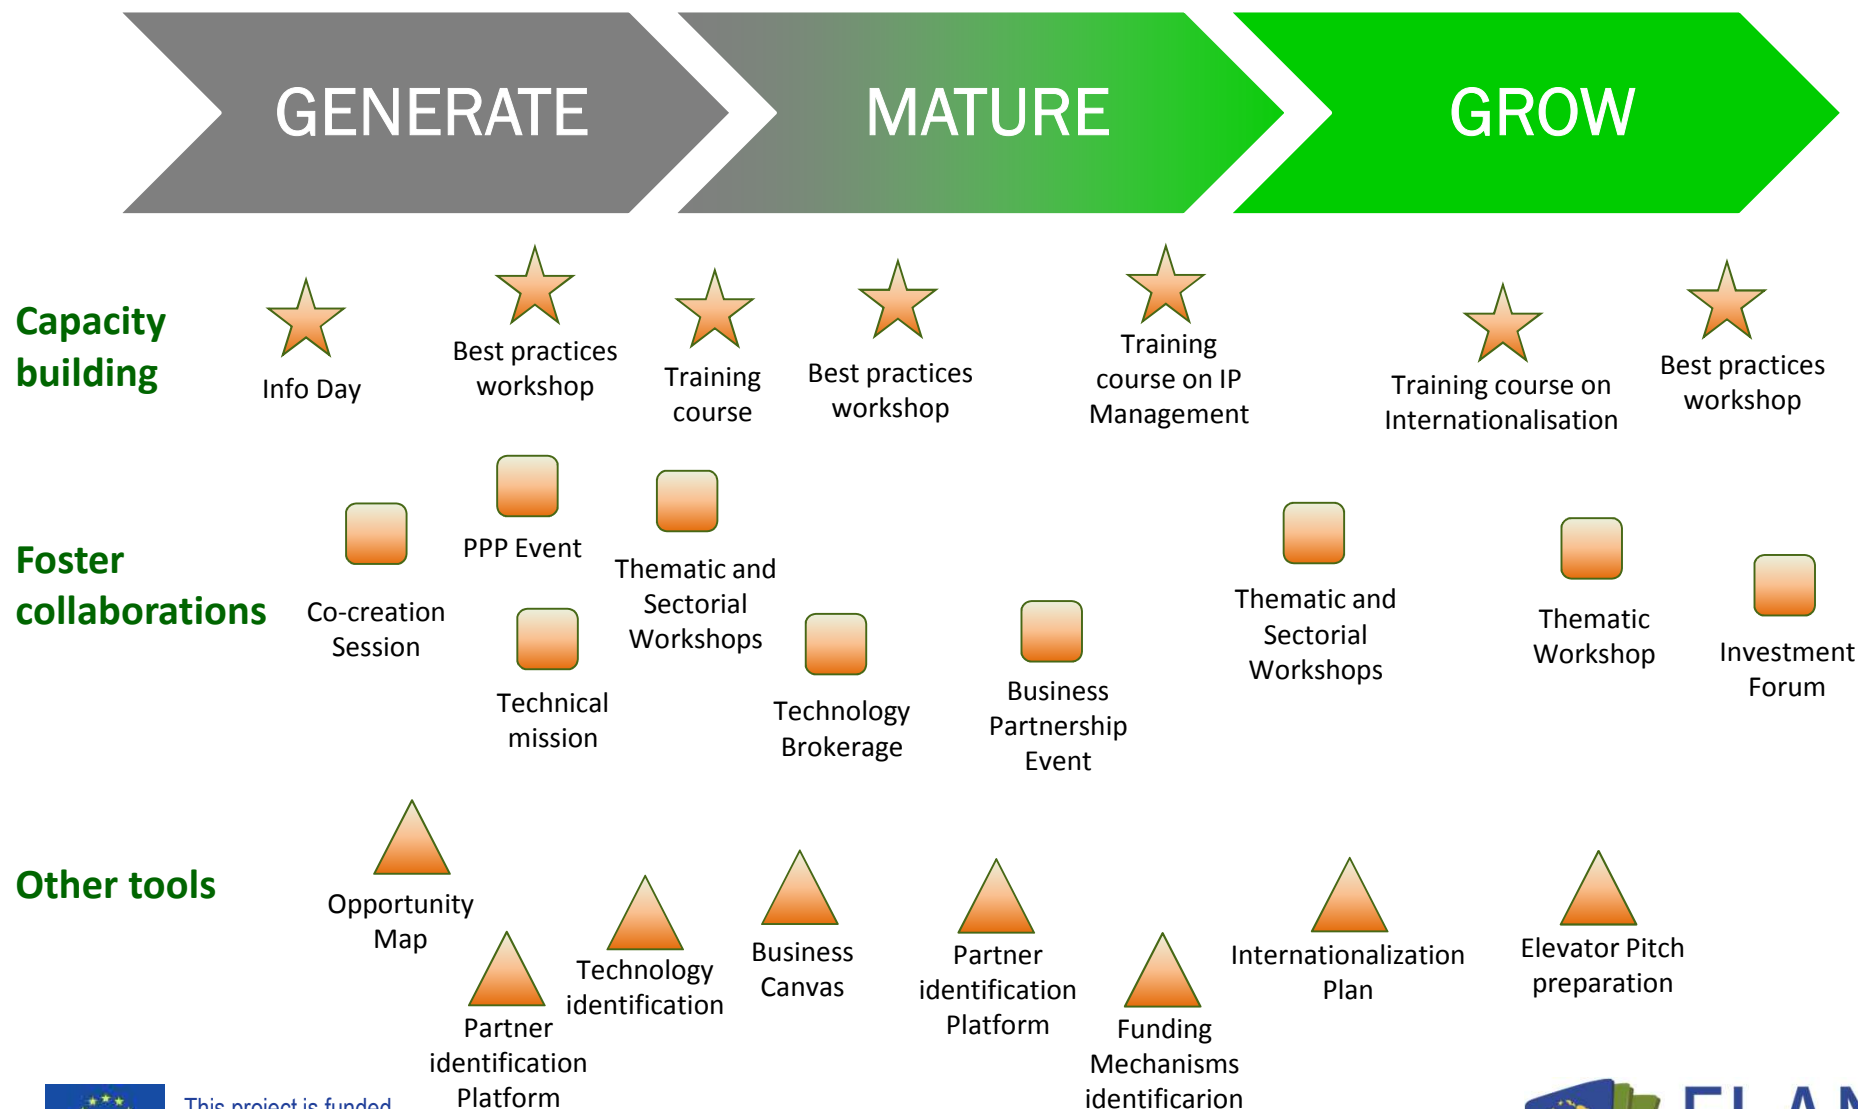 GENERATE
MATURE
GROW
Capacity
building
Info Day
Best practices
workshop
Training
course
Best practices
workshop
Training
course on IP
Management
Training course on
Internationalisation
Best practices
workshop
Foster
collaborations
Co-creation
Session
PPP Event
Technical
mission
Thematic and
Sectorial
Workshops
Technology
Brokerage
Business
Partnership
Event
Thematic and
Sectorial
Workshops
Thematic
Workshop
Investment
Forum
Other tools
Opportunity
Map
Partner
identification
Platform
Technology
identification
Business
Canvas
Partner
identification
Platform
Funding
Mechanisms
identificarion
Internationalization
Plan
Elevator Pitch
preparation
This project is funded
ELAN